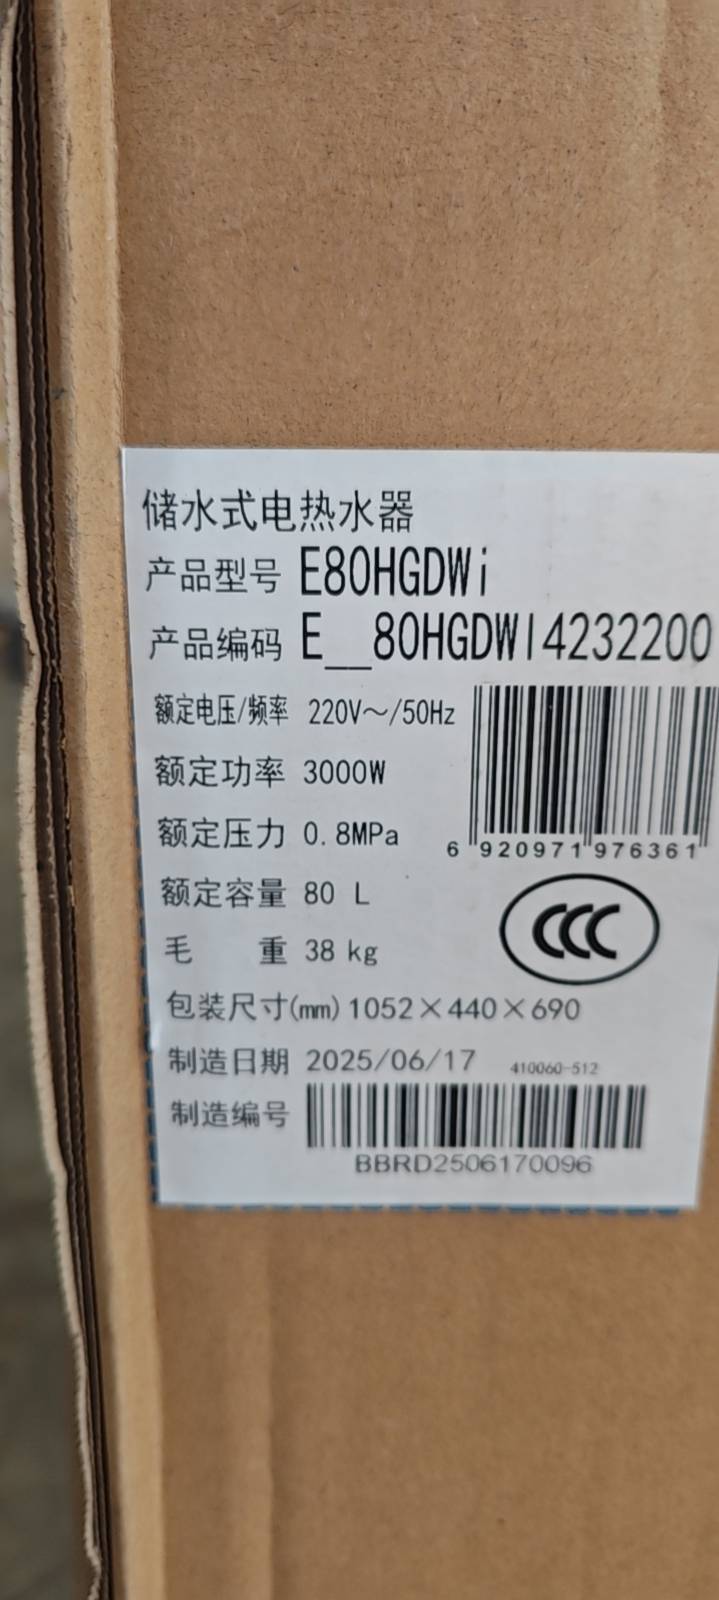 储水式电热水器
产品型号 E80HGDWi
产品编码 E__80HGDWI4232200
额定电压/频率 220V～/50Hz
额定功率 3000W
额定压力 0.8MPa
6 920971 976361
额定容量 80 L
CCC
毛 重 38 kg
包装尺寸(mm) 1052×440×690
制造日期 2025/06/17 410060-512
制造编号
BBRD2506170096